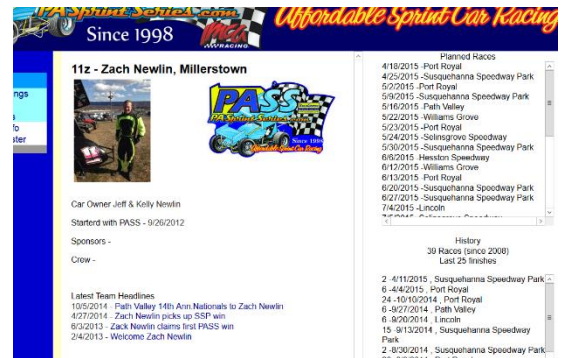 PASprintSeries.com
Since 1998
RACING
Affordable Sprint Car Racing
ngs
fo
ster
11z - Zach Newlin, Millerstown
PASS
PASprintSeries.com
Since 1998
Affordable Sprint Car Racing
Car Owner Jeff & Kelly Newlin
Starterd with PASS - 9/26/2012
Sponsors -
Crew -
Latest Team Headlines
10/5/2014 - Path Valley 14th Ann.Nationals to Zach Newlin
4/27/2014 - Zach Newlin picks up SSP win
6/3/2013 - Zack Newlin claims first PASS win
2/4/2013 - Welcome Zach Newlin
Planned Races
4/18/2015 -Port Royal
4/25/2015 -Susquehanna Speedway Park
5/2/2015 -Port Royal
5/9/2015 -Susquehanna Speedway Park
5/16/2015 -Path Valley
5/22/2015 -Williams Grove
5/23/2015 -Port Royal
5/24/2015 -Selinsgrove Speedway
5/30/2015 -Susquehanna Speedway Park
6/6/2015 -Hesston Speedway
6/12/2015 -Williams Grove
6/13/2015 -Port Royal
6/20/2015 -Susquehanna Speedway Park
6/27/2015 -Susquehanna Speedway Park
7/4/2015 -Lincoln
History
39 Races (since 2008)
Last 25 finishes
2 -4/11/2015 , Susquehanna Speedway Park
6 -4/4/2015 , Port Royal
24 -10/10/2014 , Port Royal
6 -9/27/2014 , Path Valley
6 -9/20/2014 , Lincoln
15 -9/13/2014 , Susquehanna Speedway
Park
2 -8/30/2014 , Susquehanna Speedway Park